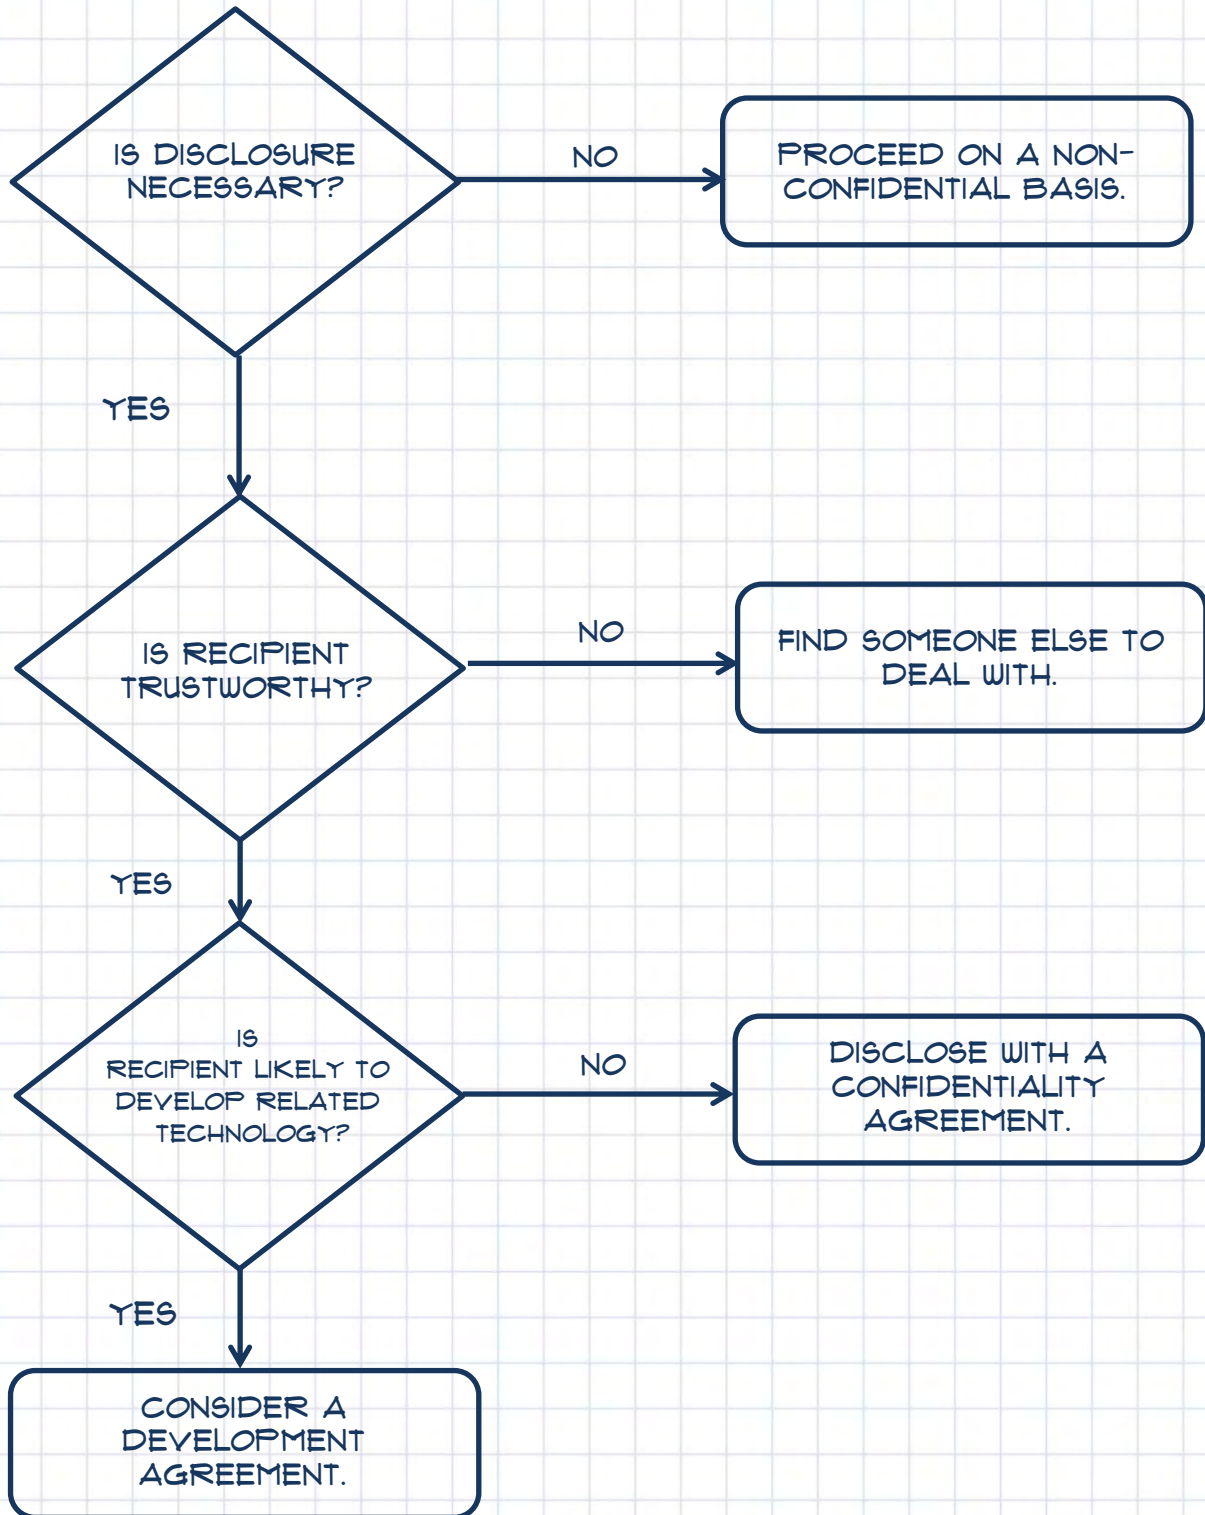 IS DISCLOSURE
NECESSARY?
NO
PROCEED ON A NON-
CONFIDENTIAL BASIS.
YES
IS RECIPIENT
TRUSTWORTHY?
NO
FIND SOMEONE ELSE TO
DEAL WITH.
YES
IS
RECIPIENT LIKELY TO
DEVELOP RELATED
TECHNOLOGY?
NO
DISCLOSE WITH A
CONFIDENTIALITY
AGREEMENT.
YES
CONSIDER A
DEVELOPMENT
AGREEMENT.